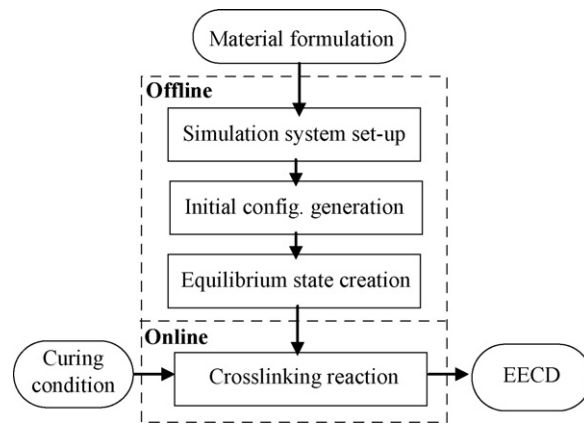 Material formulation
Offline
Simulation system set-up
Initial config. generation
Equilibrium state creation
Online
Curing
condition
Crosslinking reaction
EECD